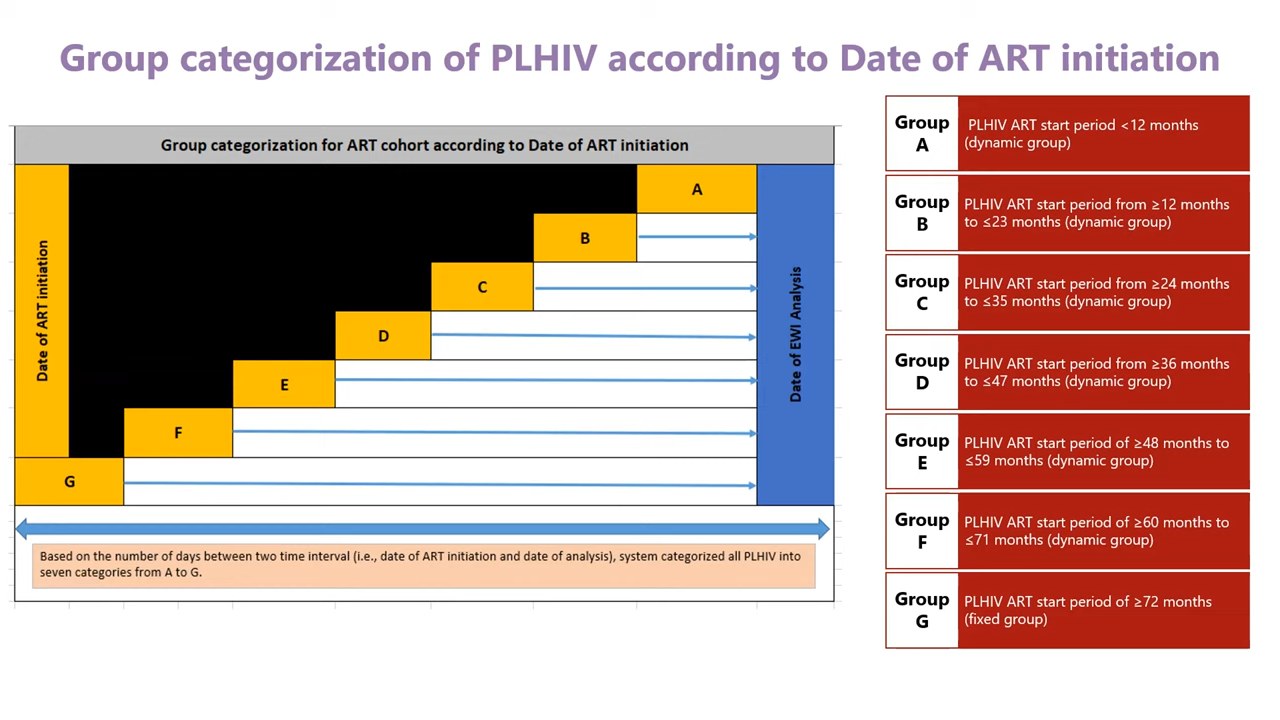 Group categorization of PLHIV according to Date of ART initiation
Group categorization for ART cohort according to Date of ART initiation
Date of ART initiation
A
B
C
D
E
F
G
Date of EWI Analysis
Based on the number of days between two time interval (i.e., date of ART initiation and date of analysis), system categorized all PLHIV into
seven categories from A to G.
Group
A
PLHIV ART start period <12 months
(dynamic group)
Group
B
PLHIV ART start period from ≥12 months
to ≤23 months (dynamic group)
Group
C
PLHIV ART start period from ≥24 months
to ≤35 months (dynamic group)
Group
D
PLHIV ART start period from ≥36 months
to ≤47 months (dynamic group)
Group
E
PLHIV ART start period of ≥48 months to
≤59 months (dynamic group)
Group
F
PLHIV ART start period of ≥60 months to
≤71 months (dynamic group)
Group
G
PLHIV ART start period of ≥72 months
(fixed group)